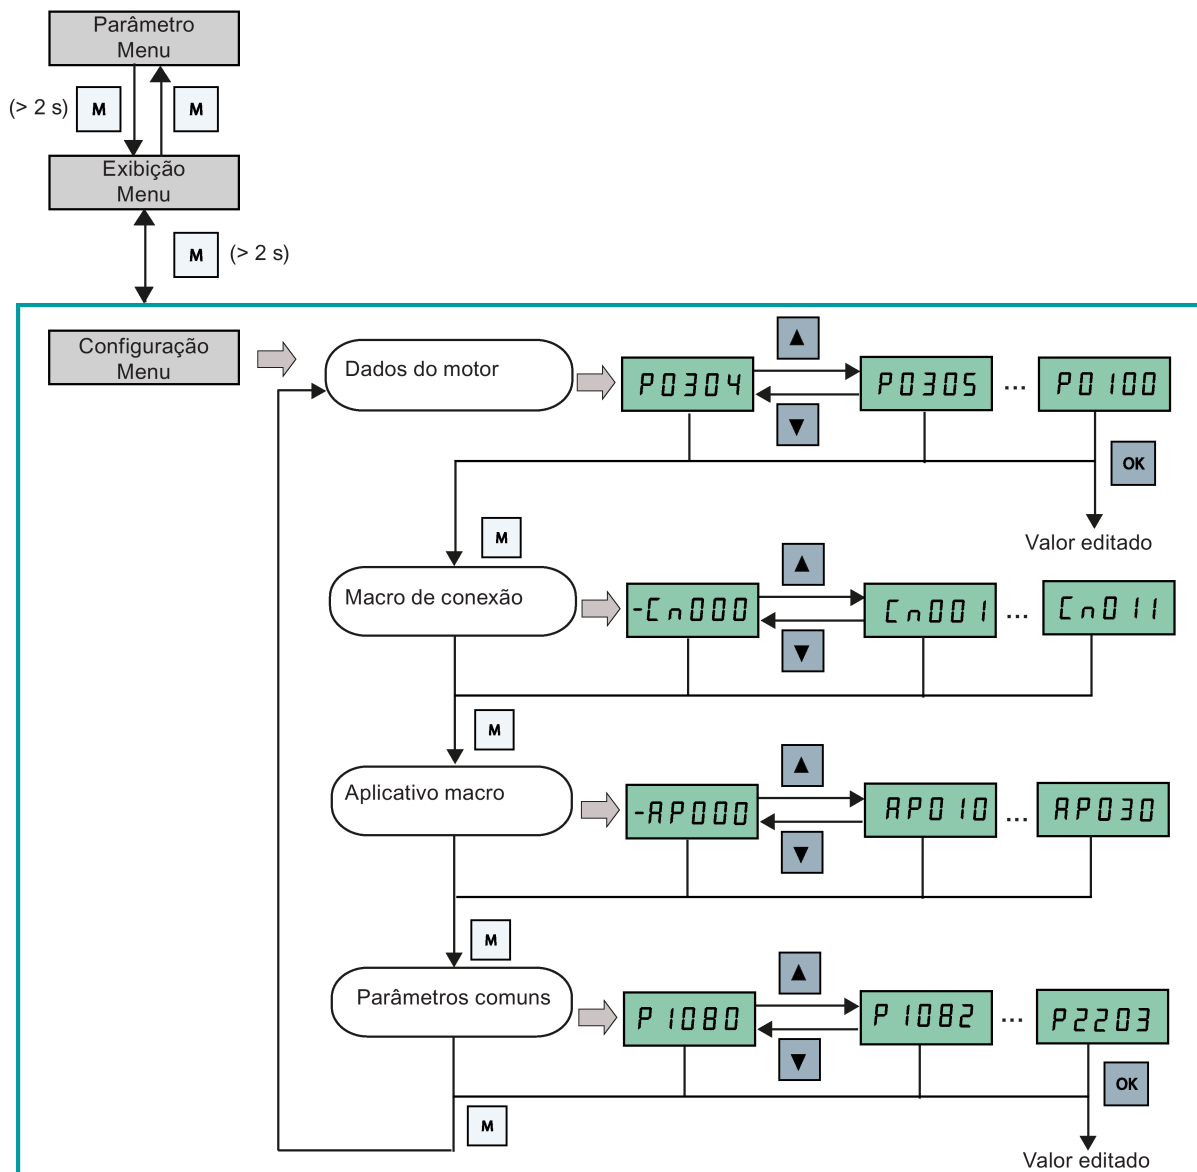 Parâmetro
Menu
(> 2 s) M M
Exibição
Menu
M (> 2 s)
Configuração
Menu
Dados do motor
P0304
P0305
...
P0100
OK
Valor editado
M
Macro de conexão
-Cn000
Cn001
...
Cn011
M
Aplicativo macro
-AP000
AP010
...
AP030
M
Parâmetros comuns
P1080
P1082
...
P2203
OK
M
Valor editado